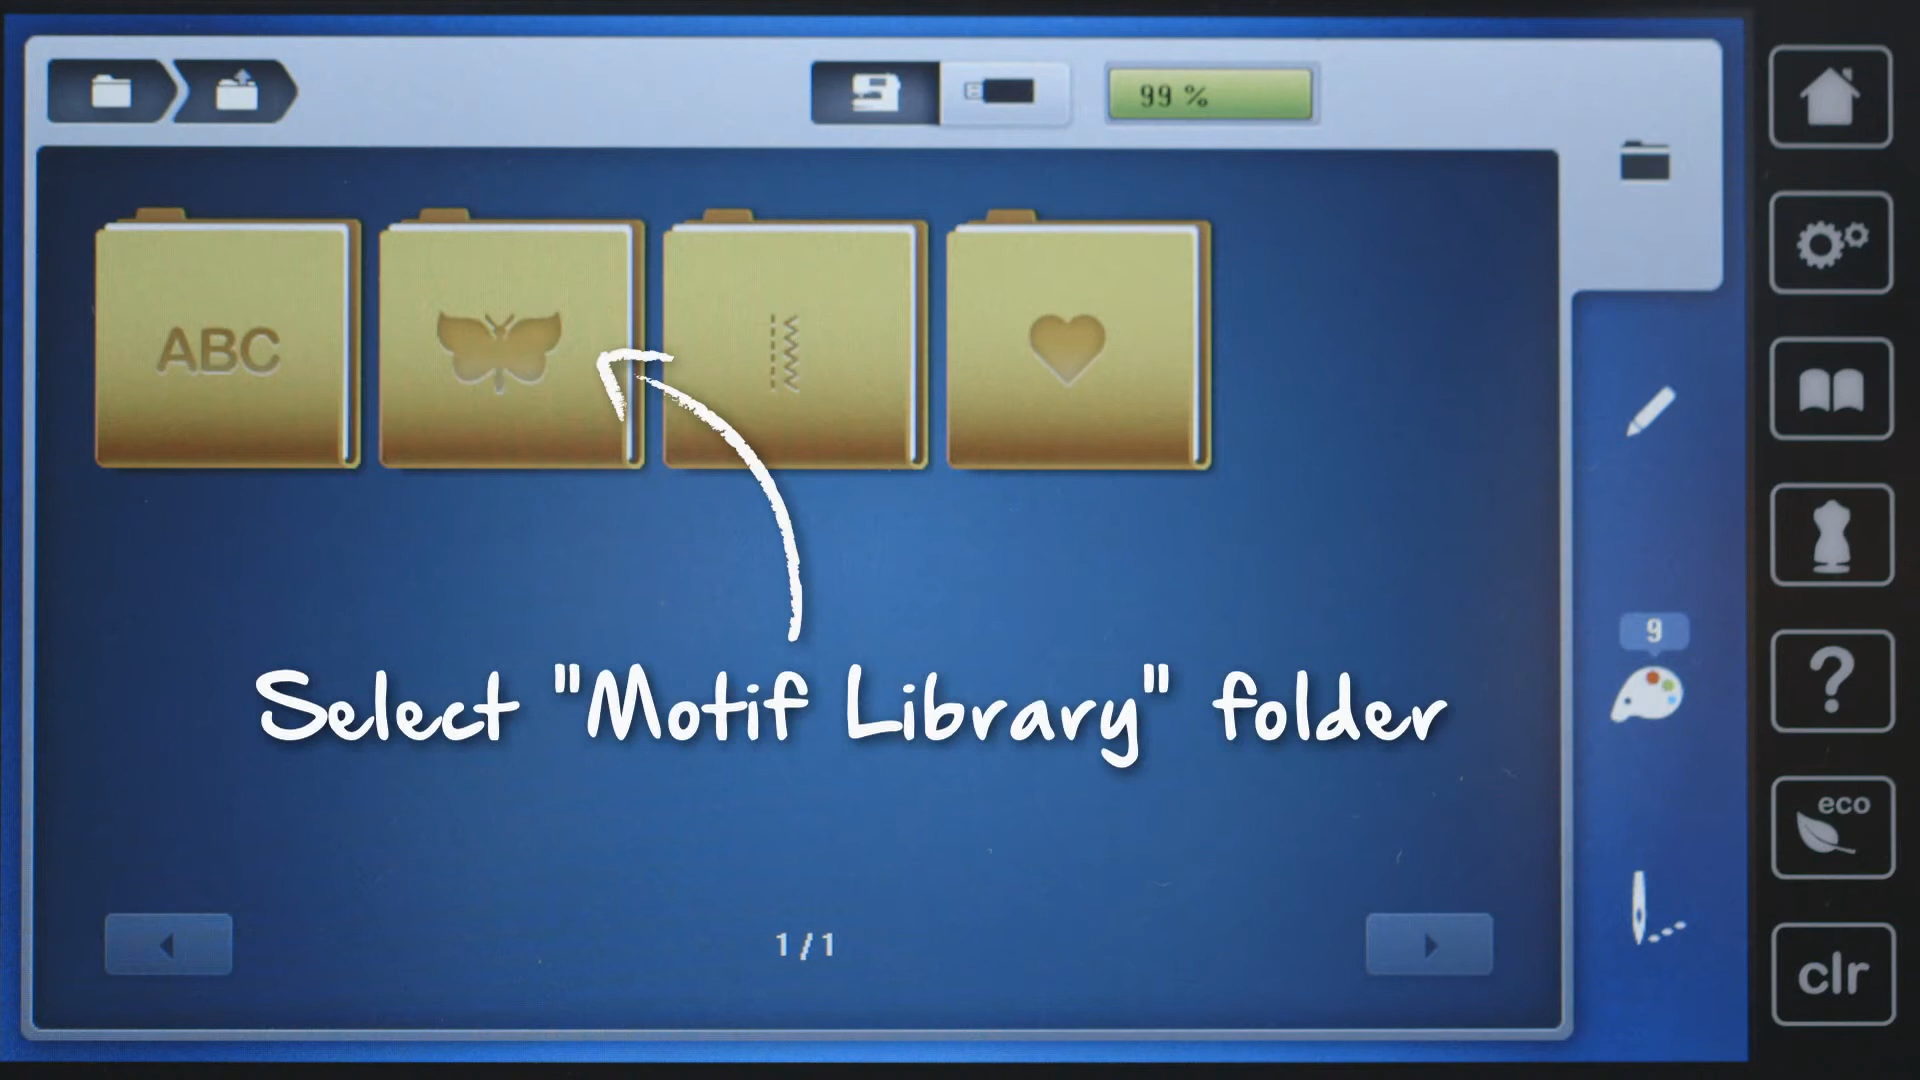 99 %
ABC
9
Select "Motif Library" folder
eco
1/1
clr